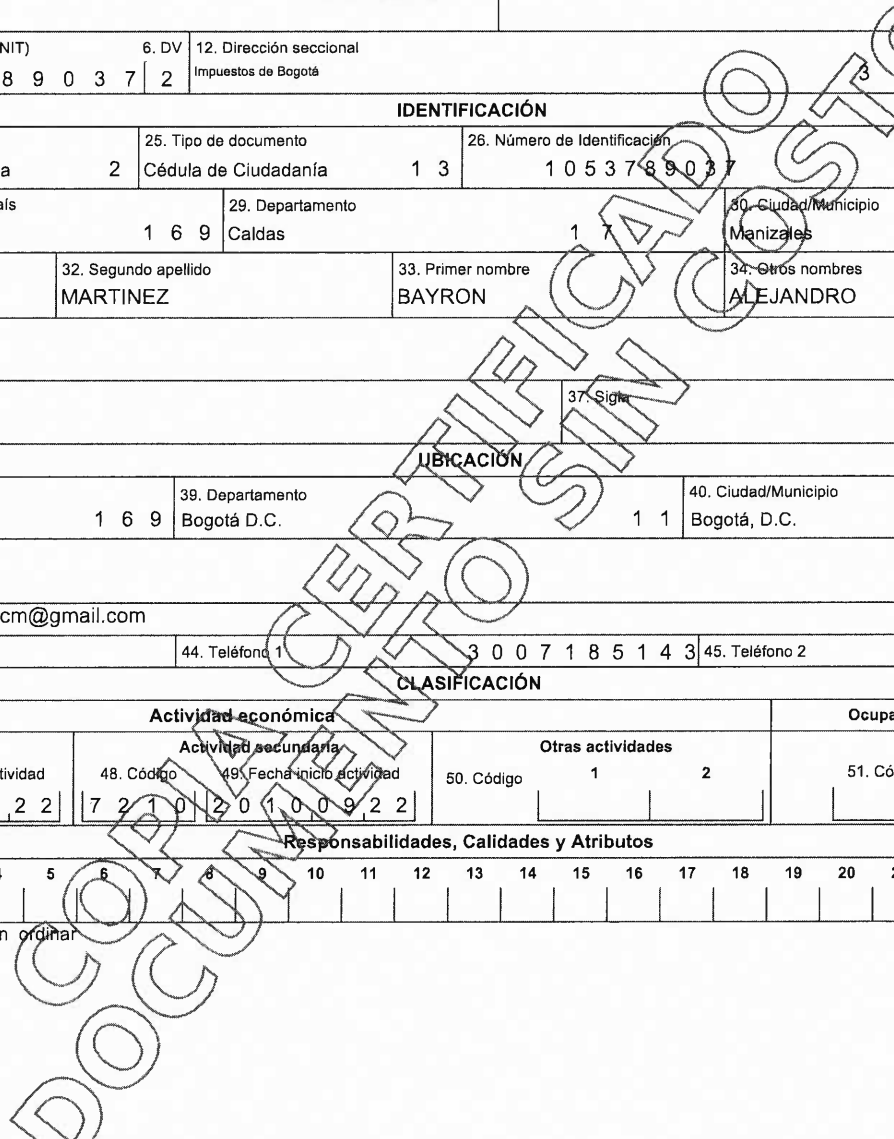 NIT) 6. DV 12. Dirección seccional
8 9 0 3 7 2 Impuestos de Bogotá 3
IDENTIFICACIÓN
25. Tipo de documento 26. Número de Identificación
a 2 Cédula de Ciudadanía 1 3 1 0 5 3 7 8 9 0 3 7
aís 29. Departamento 30. Ciudad/Municipio
1 6 9 Caldas 1 7 Manizales
32. Segundo apellido 33. Primer nombre 34. Otros nombres
MARTINEZ BAYRON ALEJANDRO
37. Sigla
UBICACIÓN
39. Departamento 40. Ciudad/Municipio
1 6 9 Bogotá D.C. 1 1 Bogotá, D.C.
cm@gmail.com
44. Teléfono 1 3 0 0 7 1 8 5 1 4 3 45. Teléfono 2
CLASIFICACIÓN
Actividad económica Ocupa
Actividad secundaria Otras actividades
tividad 48. Código 49. Fecha inicio actividad 50. Código 1 2 51. Có
2 2 7 2 1 0 2 0 1 0 0 9 2 2
Responsabilidades, Calidades y Atributos
5 6 7 8 9 10 11 12 13 14 15 16 17 18 19 20 2
n ordinar
COPIA CERTIFICADO
DOCUMENTO SIN COSTO